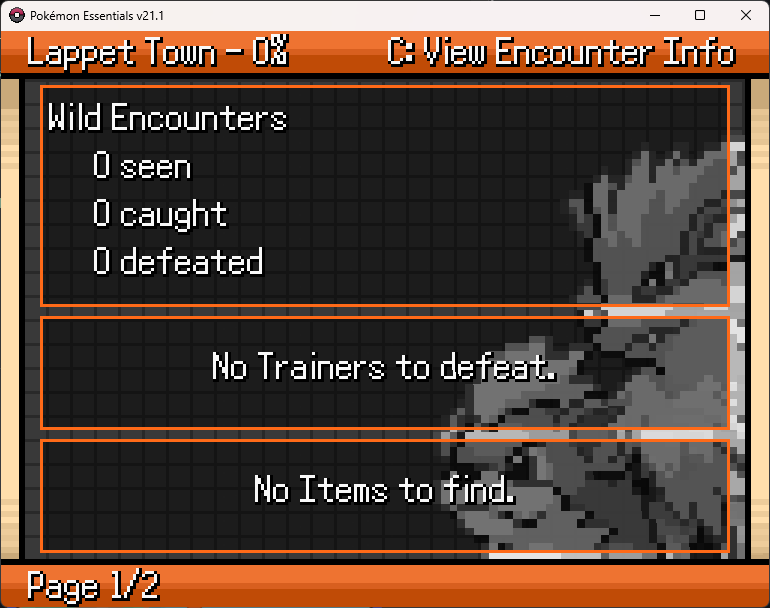 Pokémon Essentials v21.1
Lappet Town - 0% C: View Encounter Info
Wild Encounters
0 seen
0 caught
0 defeated
No Trainers to defeat.
No Items to find.
Page 1/2